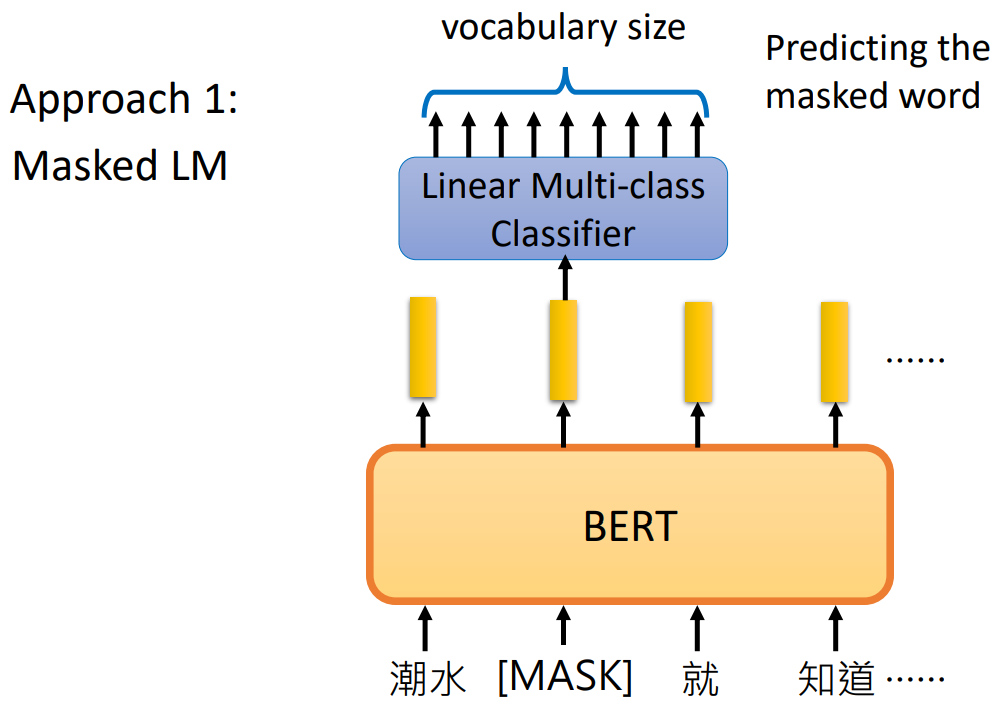 vocabulary size
Predicting the
masked word
Approach 1:
Masked LM
Linear Multi-class
Classifier
......
BERT
潮水 [MASK] 就 知道 ......